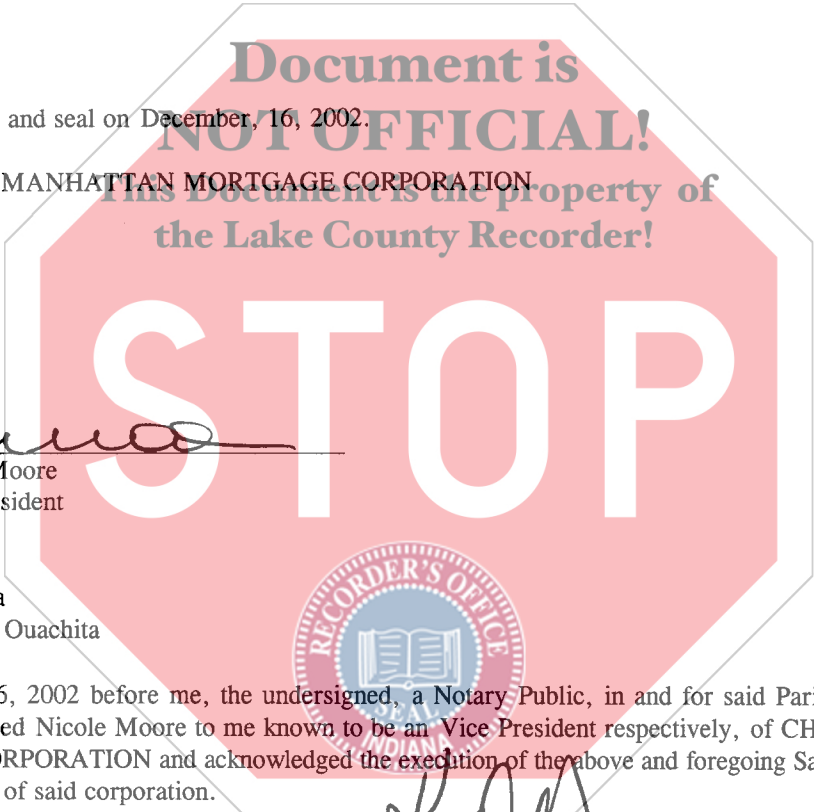 Document is
and seal on December, 16, 2002.
NOT OFFICIAL!
MANHATTAN MORTGAGE CORPORATION
This Document is the property of
the Lake County Recorder!
STOP
Moore
sident
a
Ouachita
RECORDER'S OFFICE
SEAL
INDIANA
6, 2002 before me, the undersigned, a Notary Public, in and for said Pari
ed Nicole Moore to me known to be an Vice President respectively, of CH
RPORATION and acknowledged the execution of the above and foregoing Sa
of said corporation.